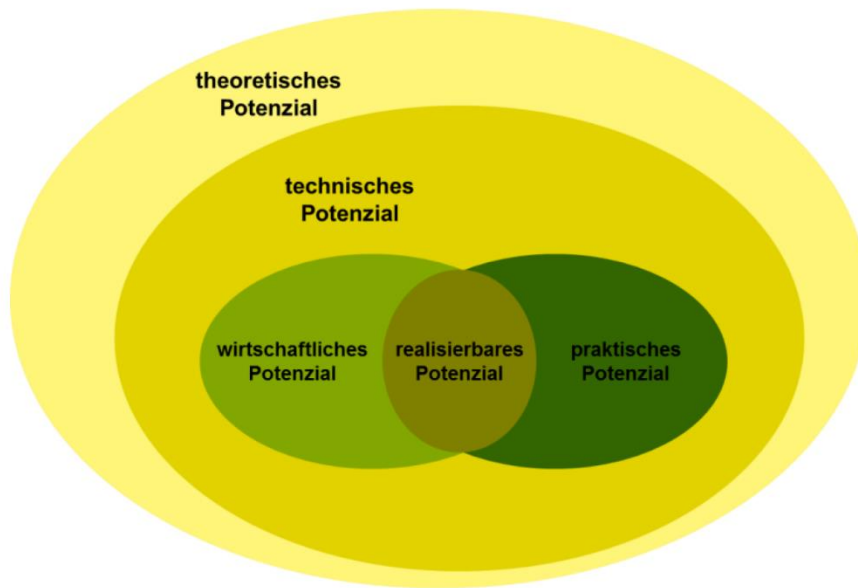 theoretisches
Potenzial
technisches
Potenzial
wirtschaftliches
Potenzial
realisierbares
Potenzial
praktisches
Potenzial